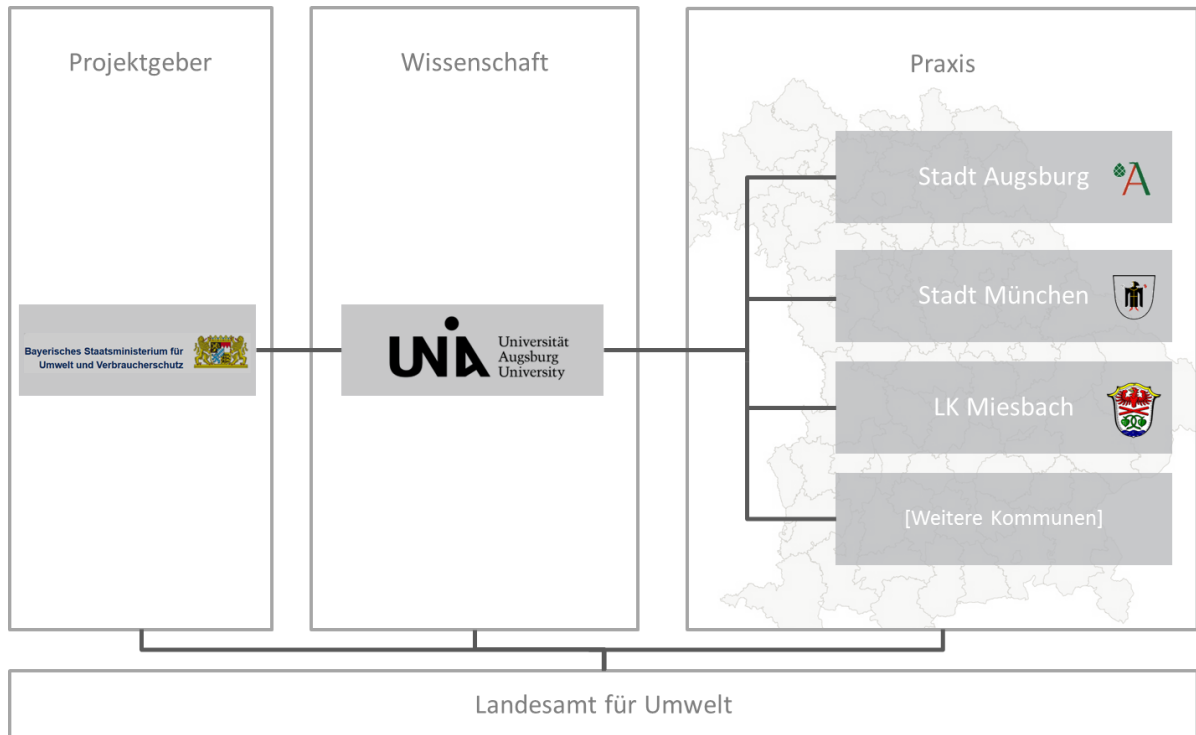 Projektgeber
Bayerisches Staatsministerium für
Umwelt und Verbraucherschutz
Wissenschaft
UNIA
Universität
Augsburg
University
Praxis
Stadt Augsburg
A
Stadt München
LK Miesbach
[Weitere Kommunen]
Landesamt für Umwelt